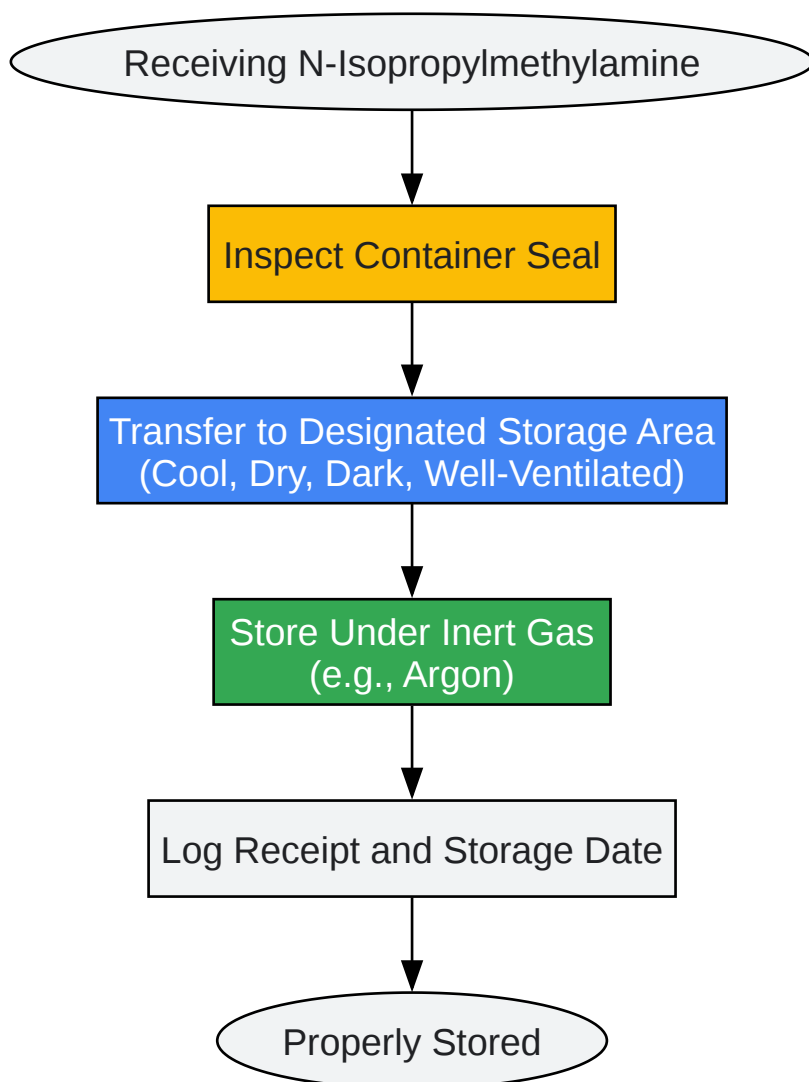 Receiving N-Isopropylmethylamine
Inspect Container Seal
Transfer to Designated Storage Area
(Cool, Dry, Dark, Well-Ventilated)
Store Under Inert Gas
(e.g., Argon)
Log Receipt and Storage Date
Properly Stored